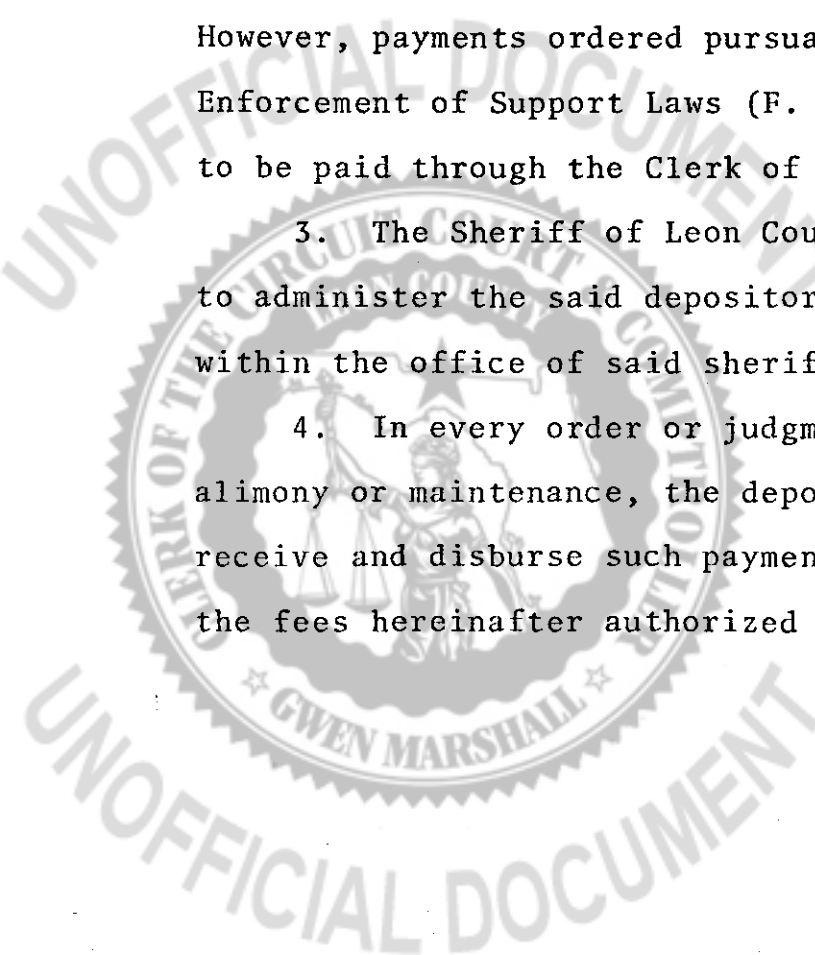 However, payments ordered pursua
Enforcement of Support Laws (F.
to be paid through the Clerk of
3. The Sheriff of Leon Cou
to administer the said depositor
within the office of said sherif
4. In every order or judgm
alimony or maintenance, the depo
receive and disburse such paymen
the fees hereinafter authorized
UNOFFICIAL DOCUMENT
CLERK OF THE CIRCUIT COURT & COMPTROLLER
LEON COUNTY
GWEN MARSHALL
UNOFFICIAL DOCUMENT